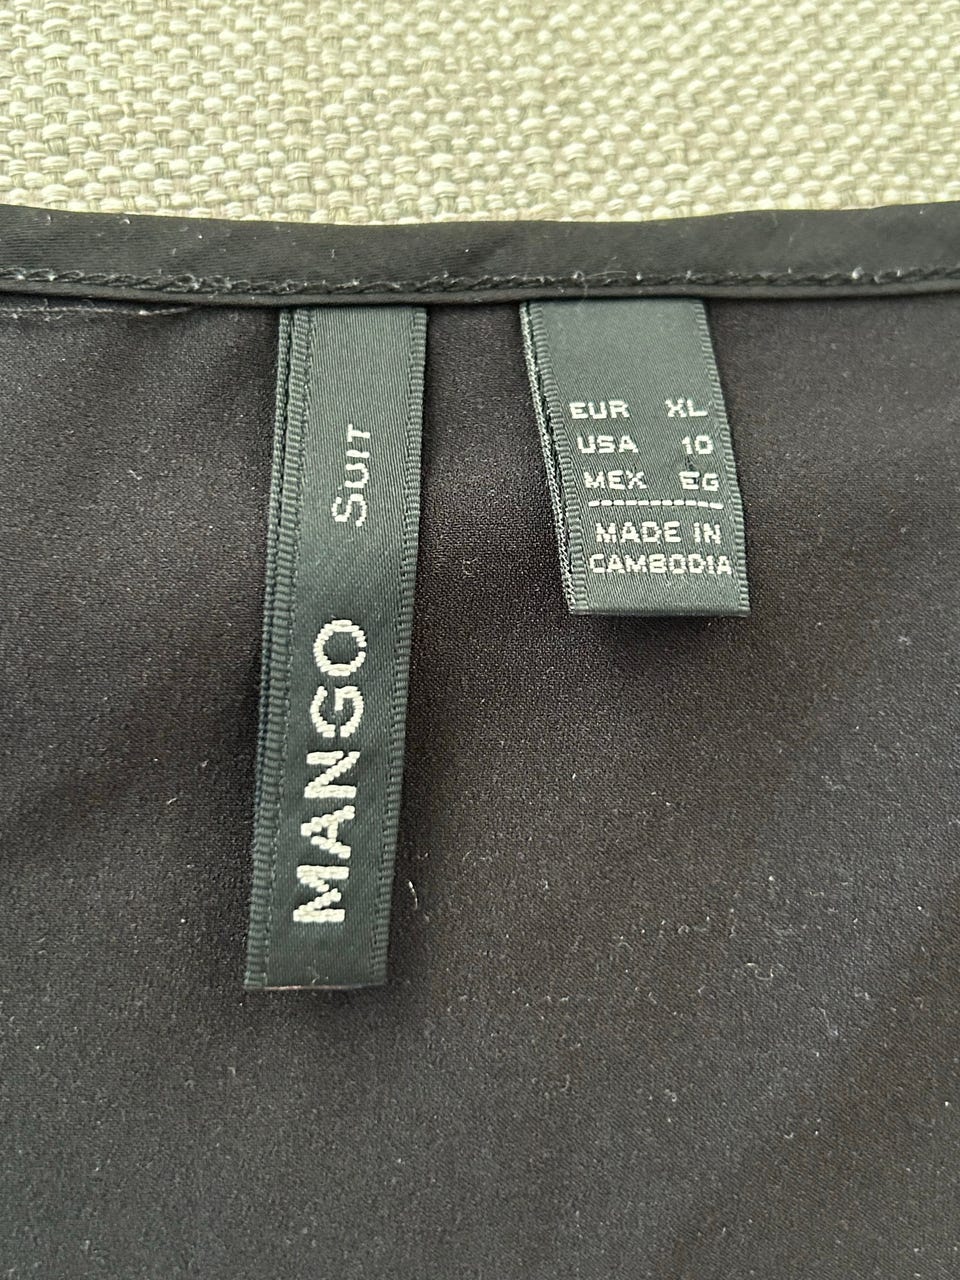 MANGO Suit
EUR XL
USA 10
MEX EG
MADE IN
CAMBODIA